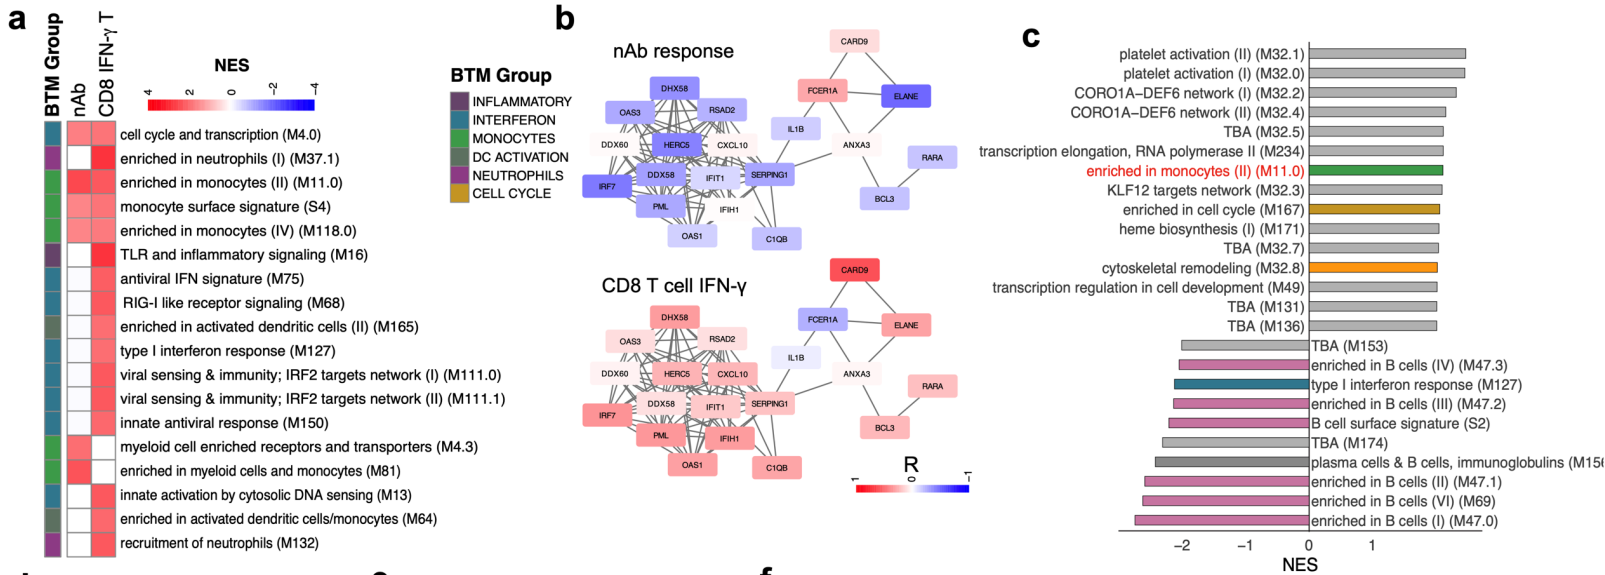 a
BTM Group
nAb
CD8 IFN-γ T
NES
4 2 0 -2 -4
cell cycle and transcription (M4.0)
enriched in neutrophils (I) (M37.1)
enriched in monocytes (II) (M11.0)
monocyte surface signature (S4)
enriched in monocytes (IV) (M118.0)
TLR and inflammatory signaling (M16)
antiviral IFN signature (M75)
RIG-I like receptor signaling (M68)
enriched in activated dendritic cells (II) (M165)
type I interferon response (M127)
viral sensing & immunity; IRF2 targets network (I) (M111.0)
viral sensing & immunity; IRF2 targets network (II) (M111.1)
innate antiviral response (M150)
myeloid cell enriched receptors and transporters (M4.3)
enriched in myeloid cells and monocytes (M81)
innate activation by cytosolic DNA sensing (M13)
enriched in activated dendritic cells/monocytes (M64)
recruitment of neutrophils (M132)
BTM Group
INFLAMMATORY
INTERFERON
MONOCYTES
DC ACTIVATION
NEUTROPHILS
CELL CYCLE
b
nAb response
CARD9
DHX58
FCER1A
ELANE
OAS3
RSAD2
IL1B
DDX60
HERC5
CXCL10
ANXA3
RARA
DDX58
IFIT1
SERPING1
IRF7
PML
IFIH1
BCL3
OAS1
C1QB
CD8 T cell IFN-γ
CARD9
DHX58
FCER1A
ELANE
OAS3
RSAD2
IL1B
DDX60
HERC5
CXCL10
ANXA3
RARA
DDX58
IFIT1
SERPING1
IRF7
PML
IFIH1
BCL3
OAS1
C1QB
R
1 0 -1
c
platelet activation (II) (M32.1)
platelet activation (I) (M32.0)
CORO1A-DEF6 network (I) (M32.2)
CORO1A-DEF6 network (II) (M32.4)
TBA (M32.5)
transcription elongation, RNA polymerase II (M234)
enriched in monocytes (II) (M11.0)
KLF12 targets network (M32.3)
enriched in cell cycle (M167)
heme biosynthesis (I) (M171)
TBA (M32.7)
cytoskeletal remodeling (M32.8)
transcription regulation in cell development (M49)
TBA (M131)
TBA (M136)
TBA (M153)
enriched in B cells (IV) (M47.3)
type I interferon response (M127)
enriched in B cells (III) (M47.2)
B cell surface signature (S2)
TBA (M174)
plasma cells & B cells, immunoglobulins (M156
enriched in B cells (II) (M47.1)
enriched in B cells (VI) (M69)
enriched in B cells (I) (M47.0)
−2 −1 0 1
NES